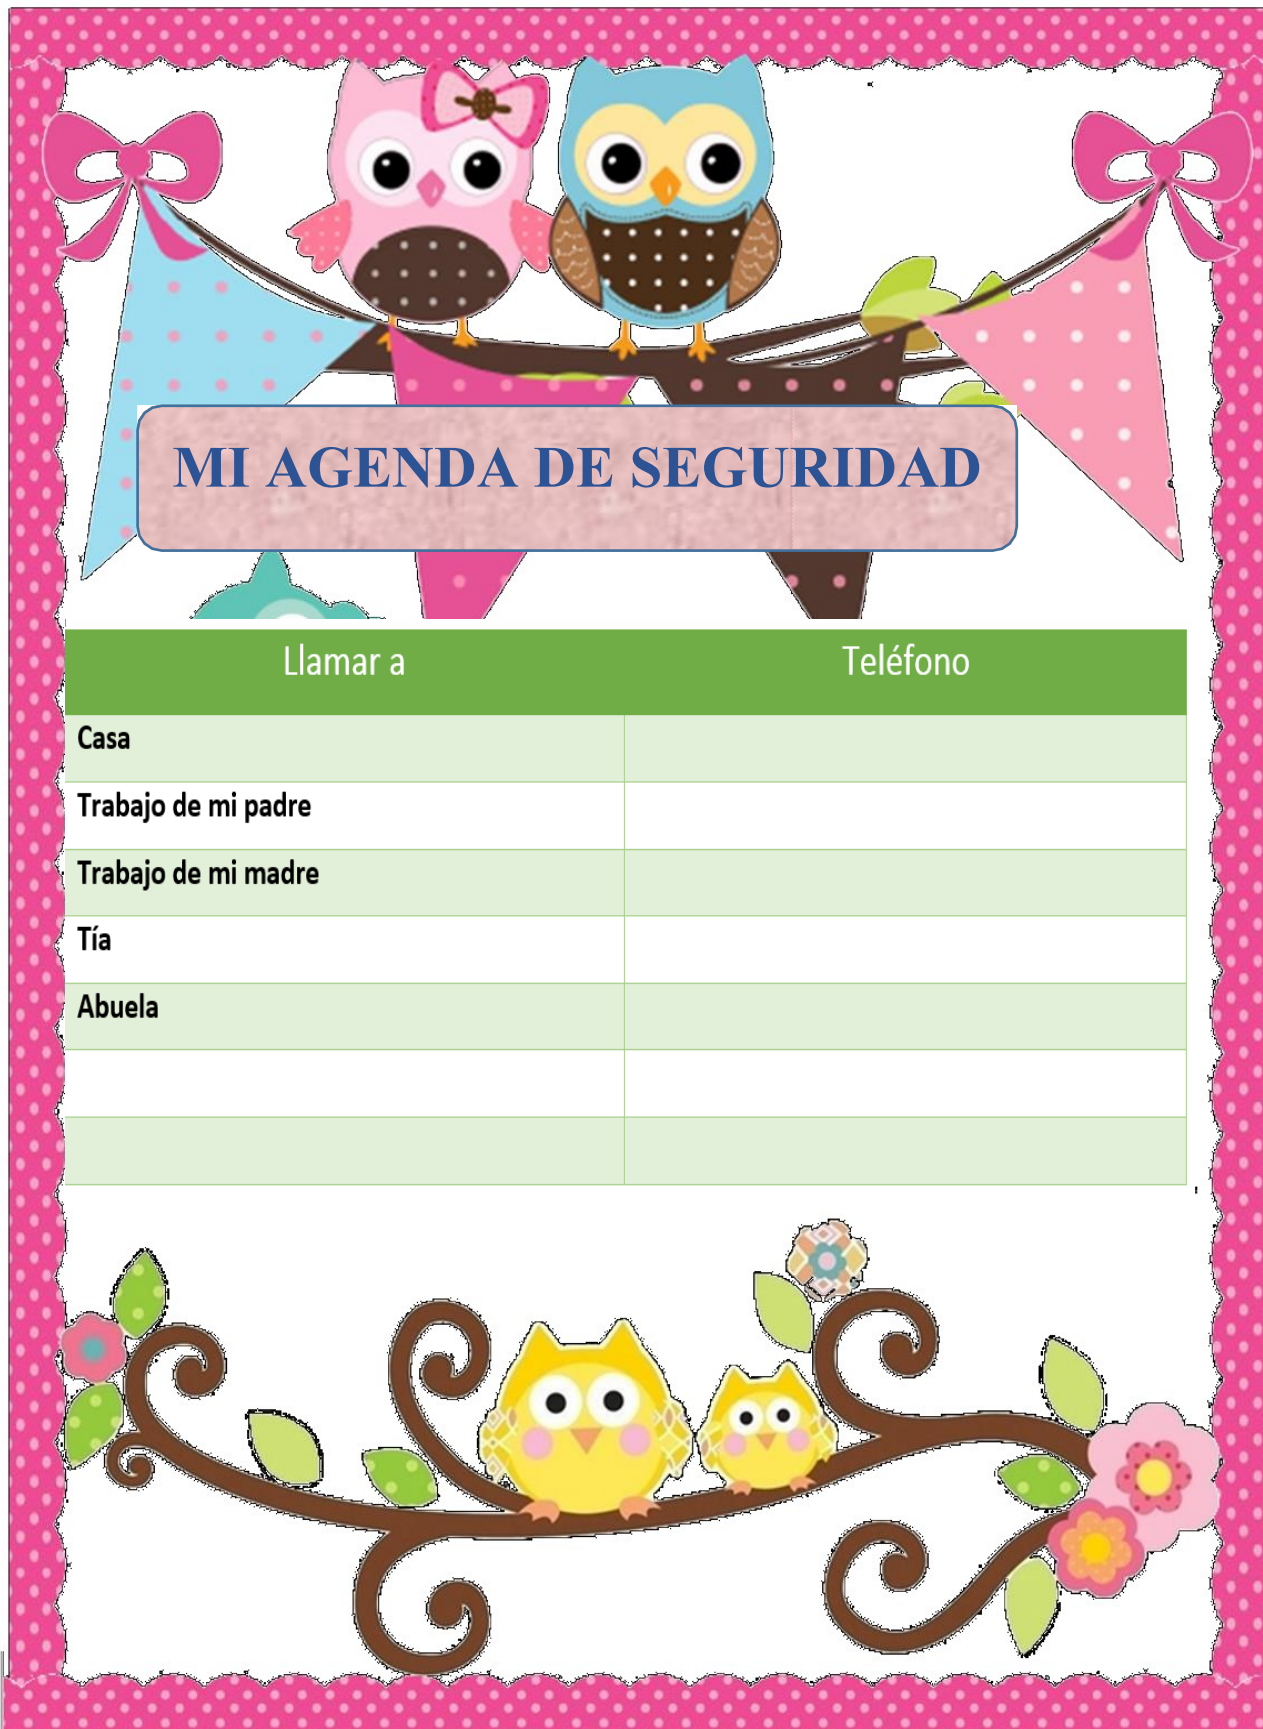 MI AGENDA DE SEGURIDAD
Llamar a Teléfono
Casa
Trabajo de mi padre
Trabajo de mi madre
Tía
Abuela